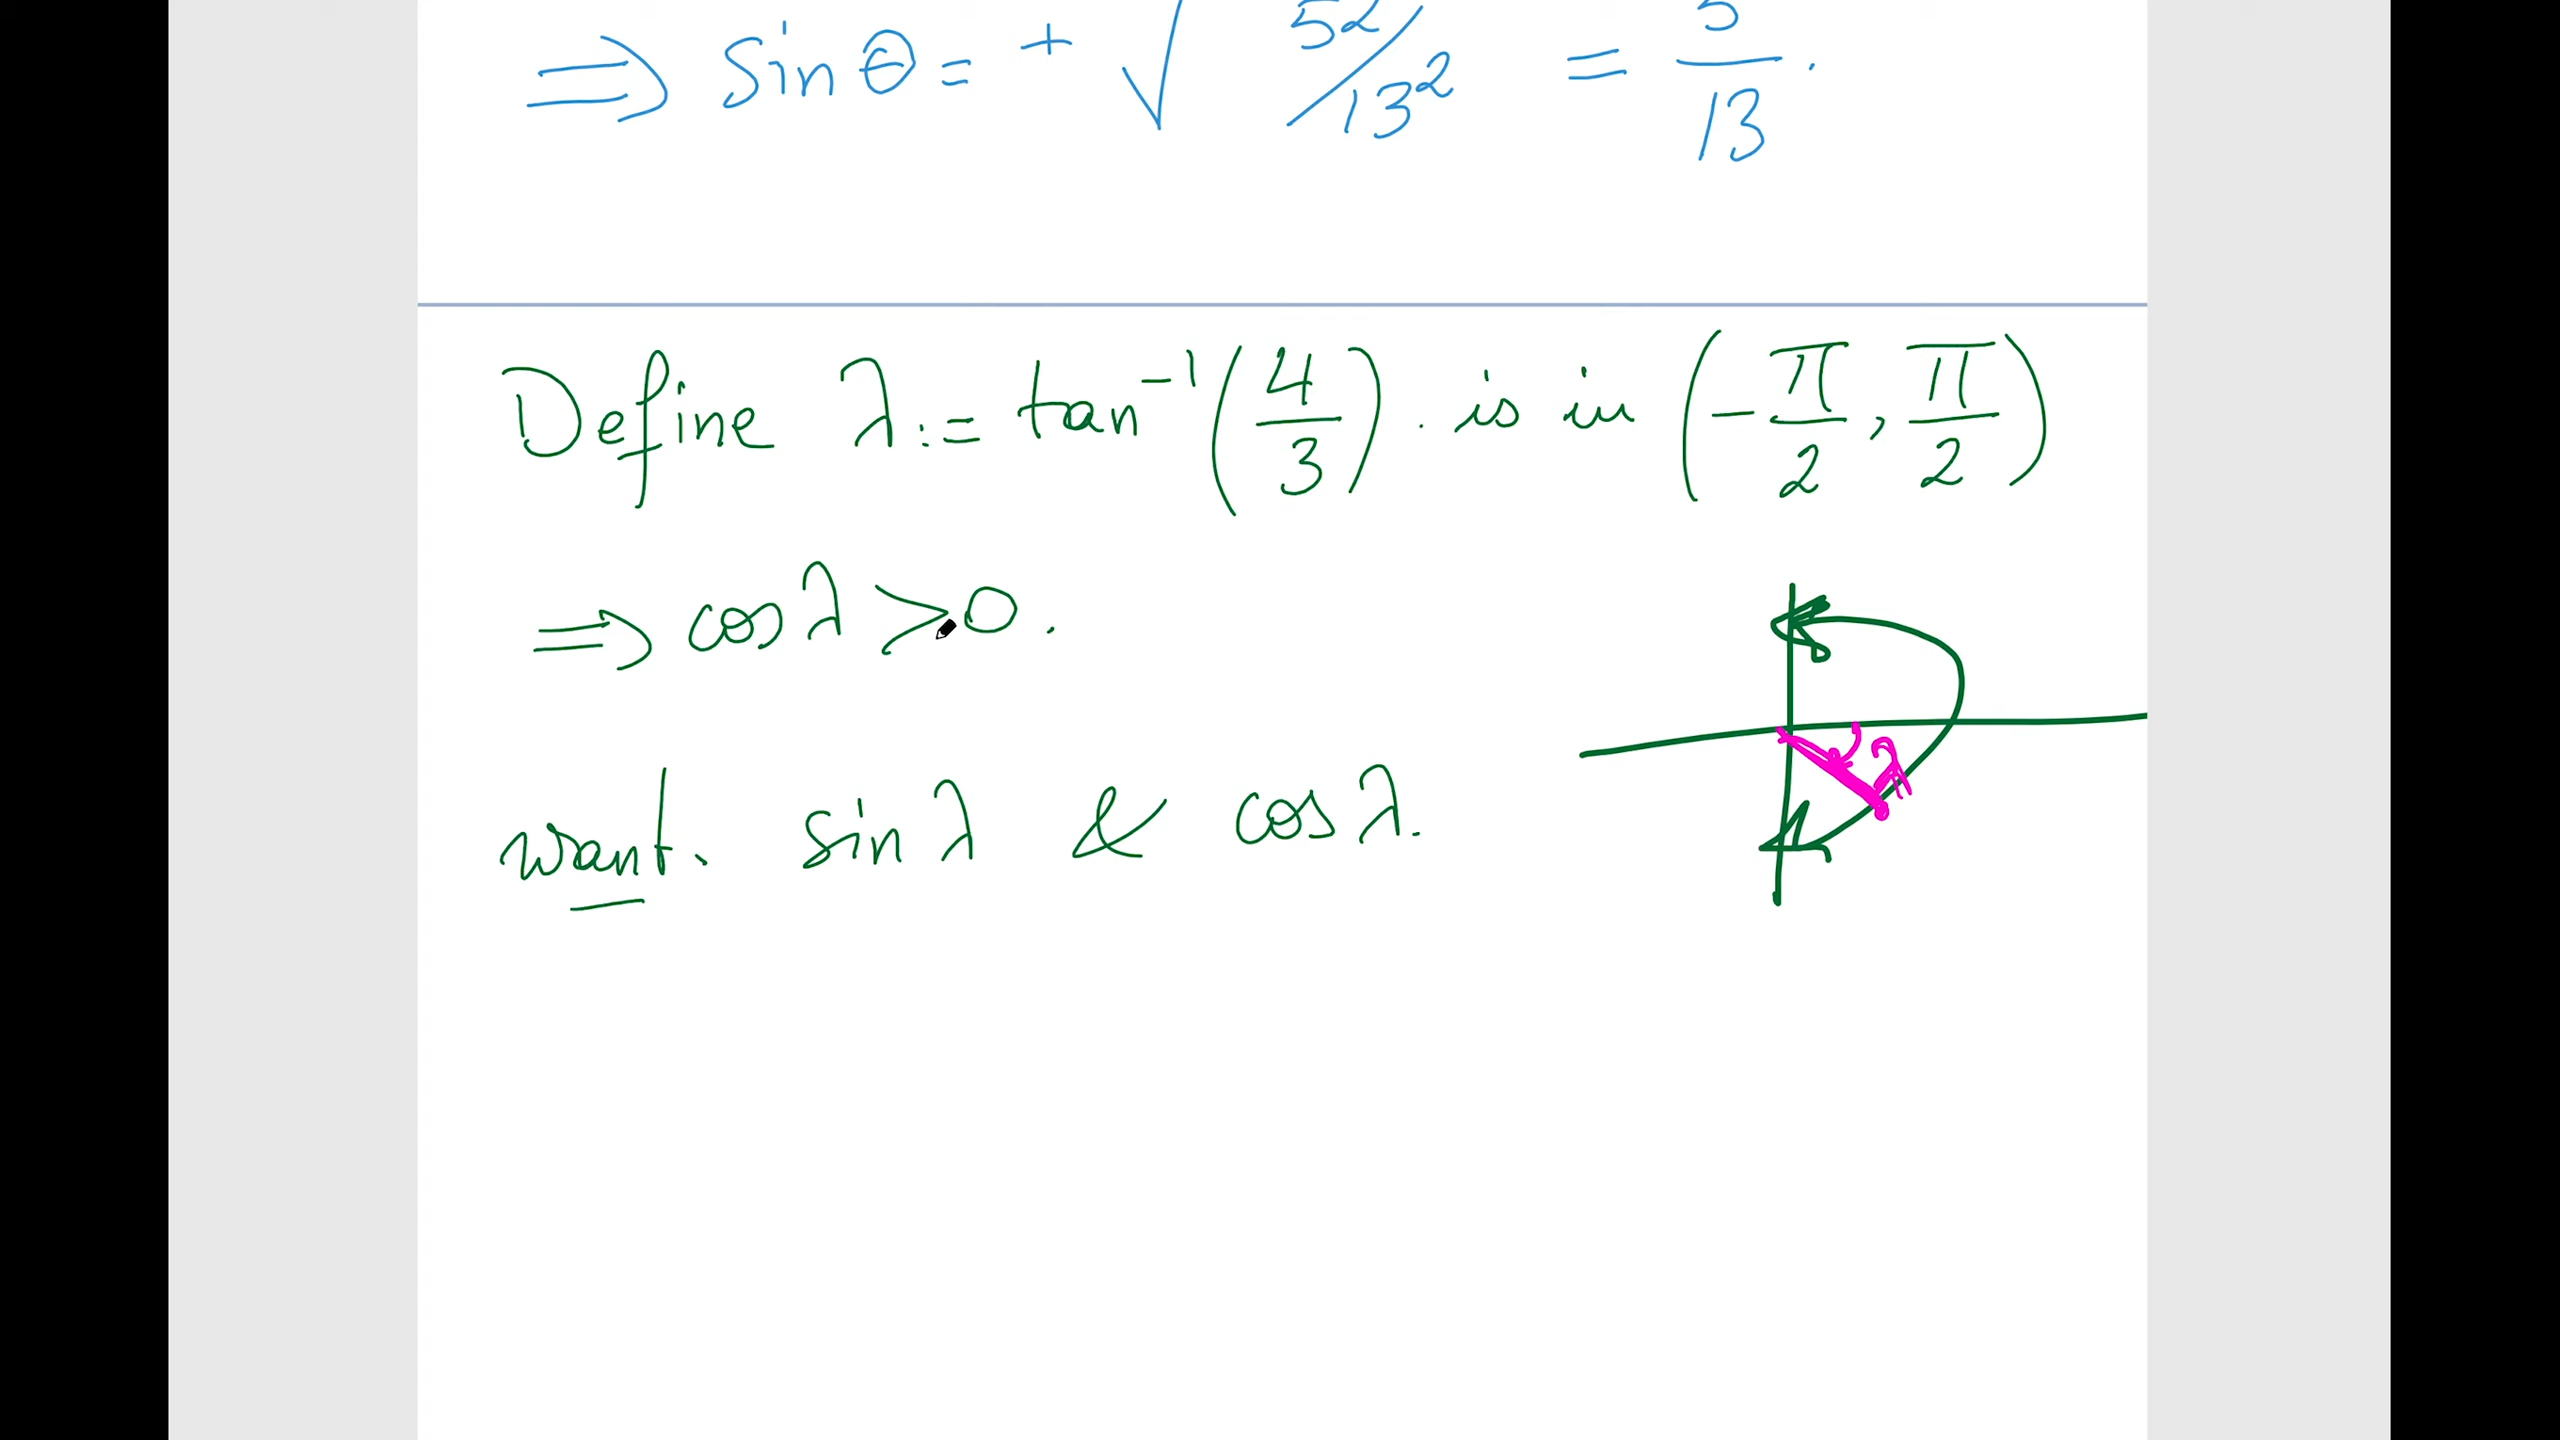 ⇒ sin θ = + √ 5²/13² = 5/13 .
Define λ := tan⁻¹(4/3) . is in (-π/2, π/2)
⇒ cos λ > 0 .
want. sin λ & cos λ.
λ